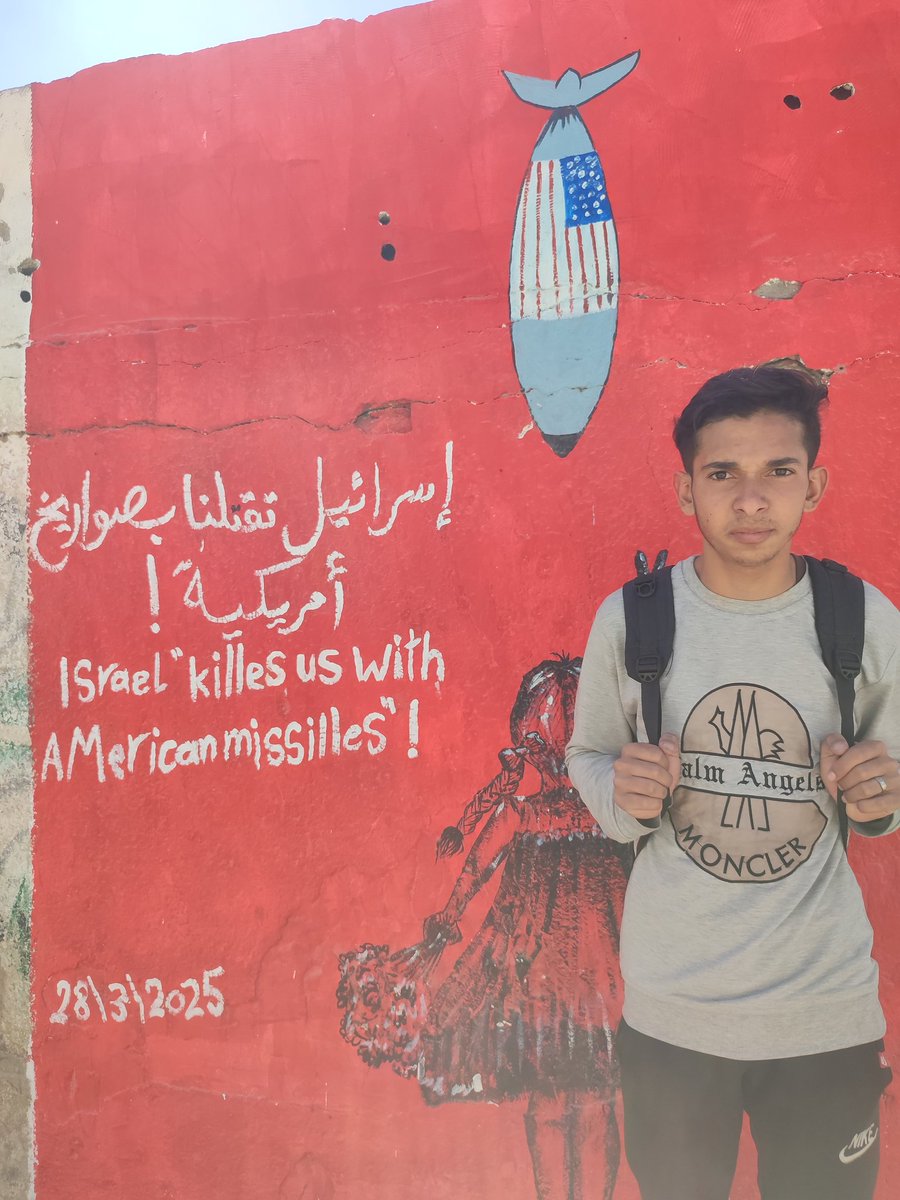 إسرائيل تقتلنا بصواريخ
أمريكية !
Israel "killes us with
AMerican missilles" !
28\3\2025
alm Angels
MONCLER
NIKE